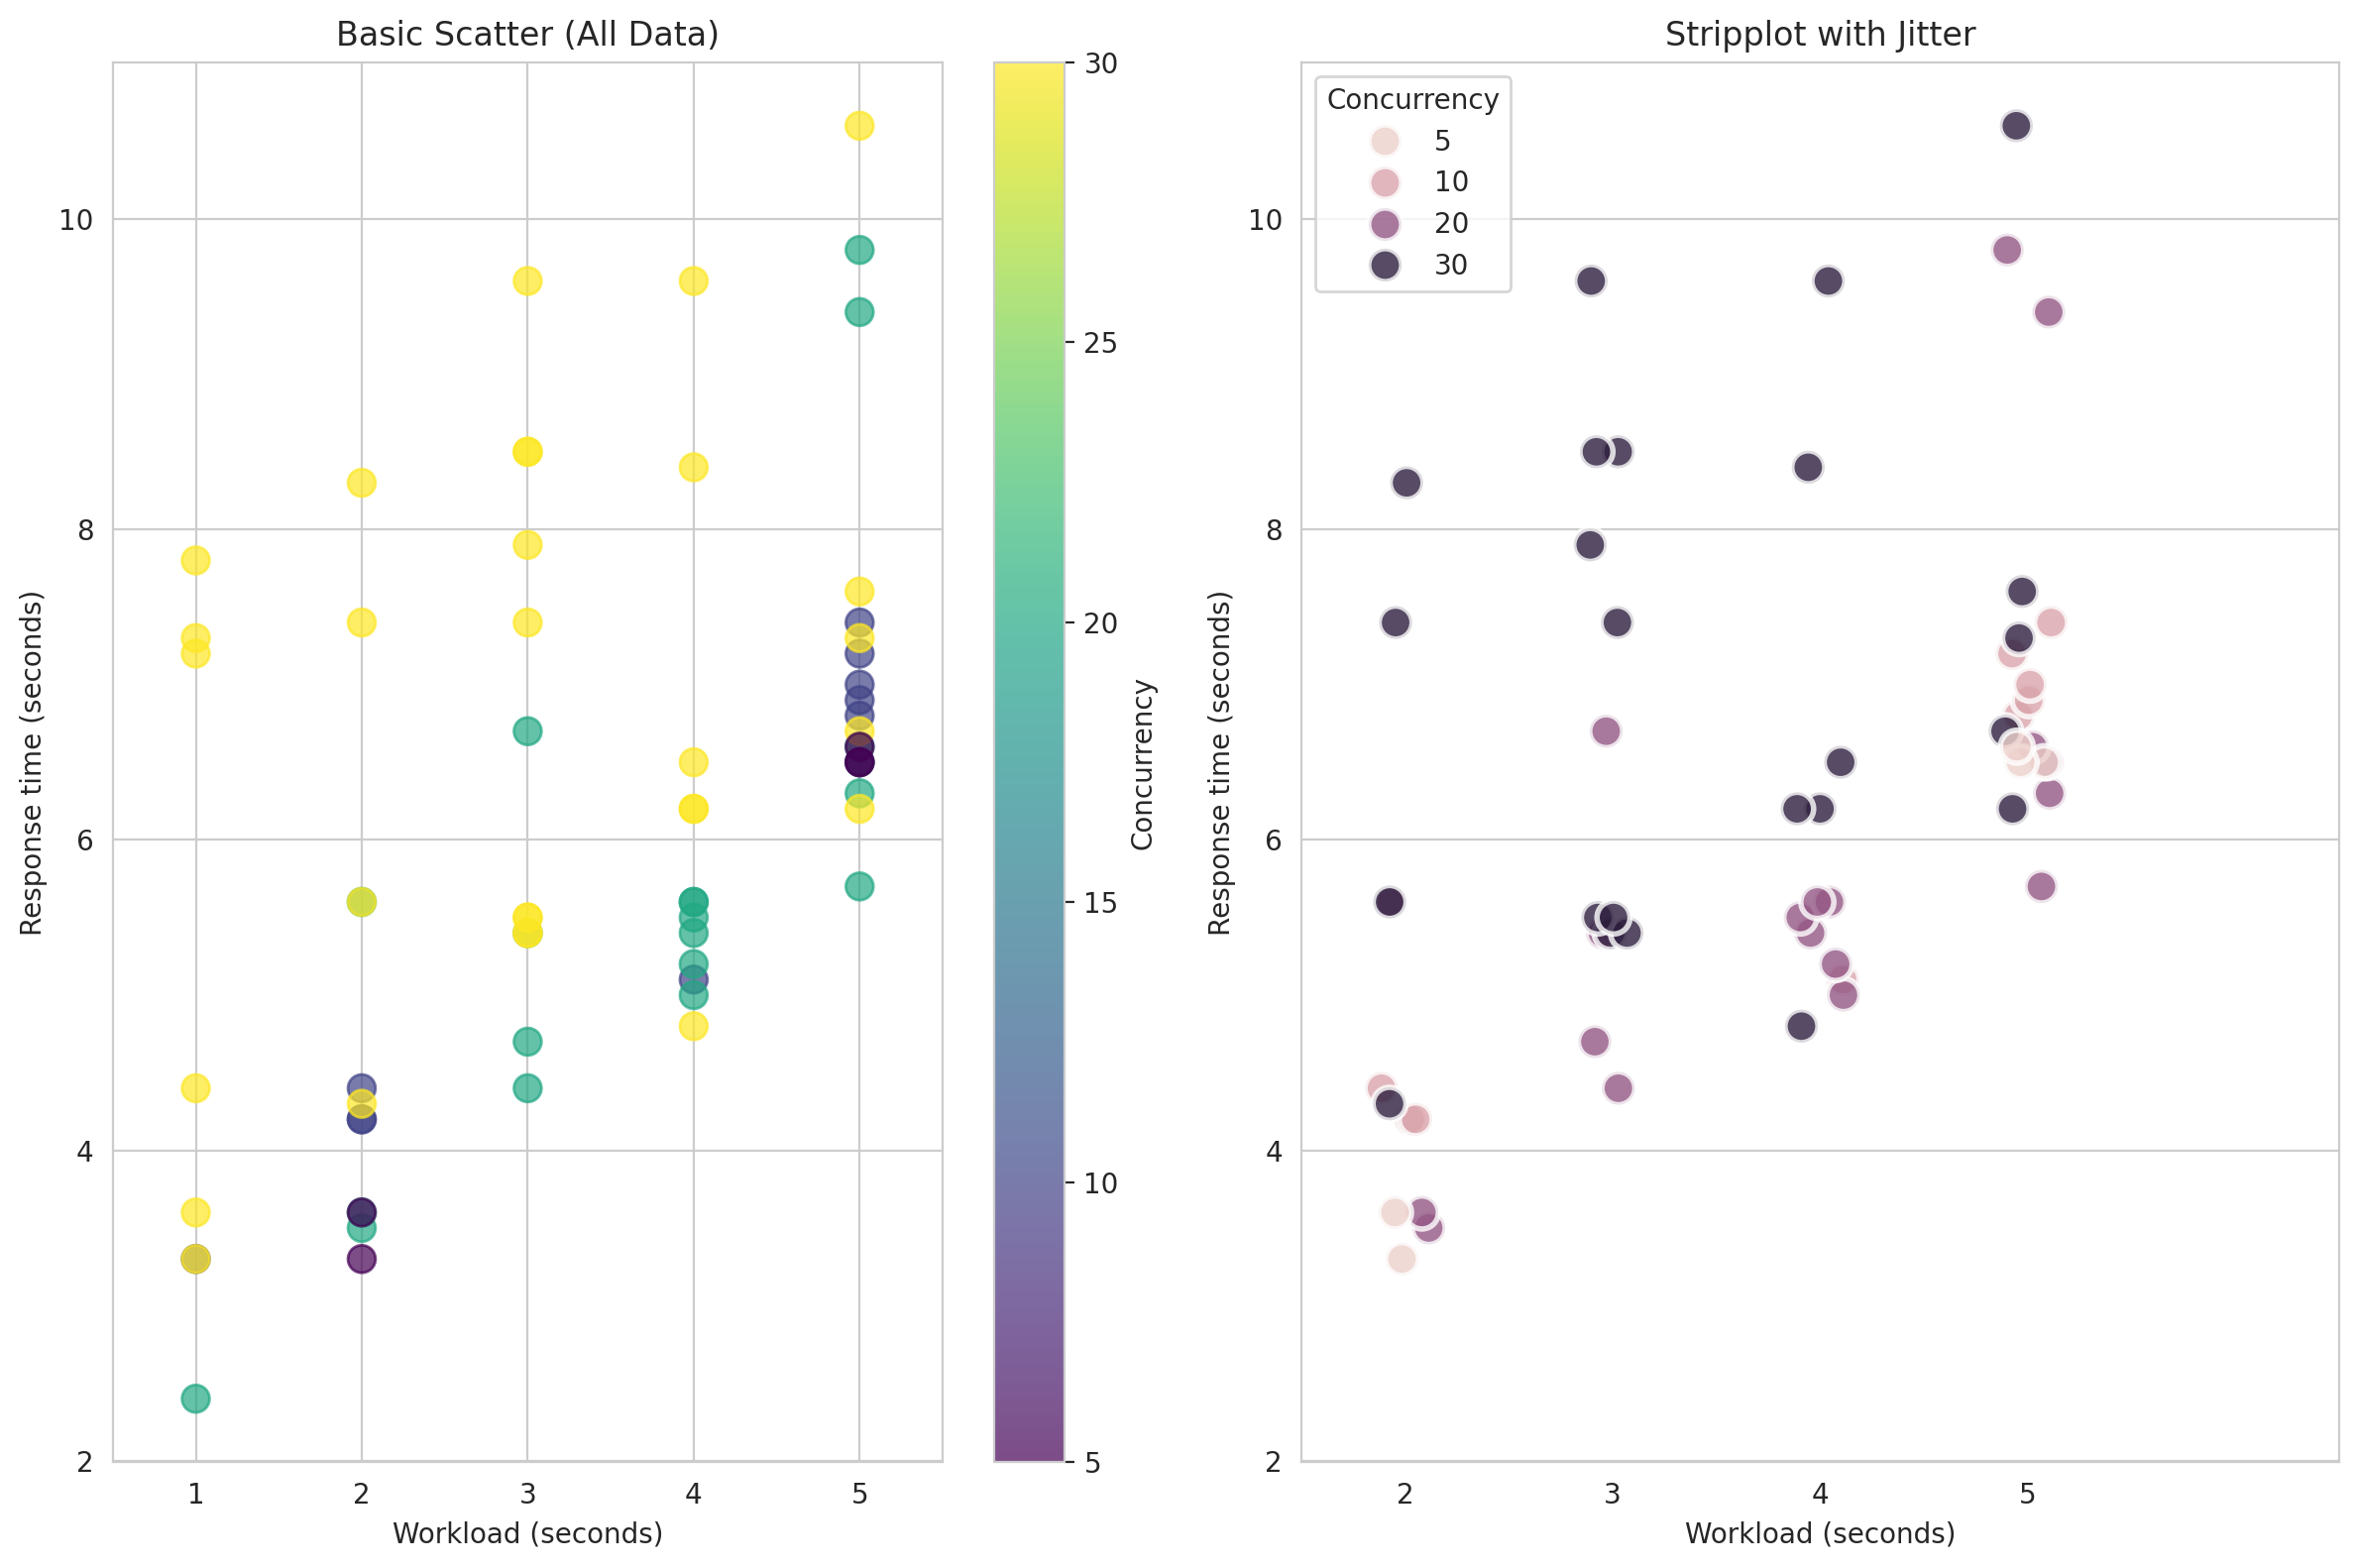 Basic Scatter (All Data)
Response time (seconds)
10
8
6
4
2
1 2 3 4 5
Workload (seconds)
30
25
20
15
10
5
Concurrency
Stripplot with Jitter
Concurrency
5
10
20
30
Response time (seconds)
10
8
6
4
2
2 3 4 5
Workload (seconds)